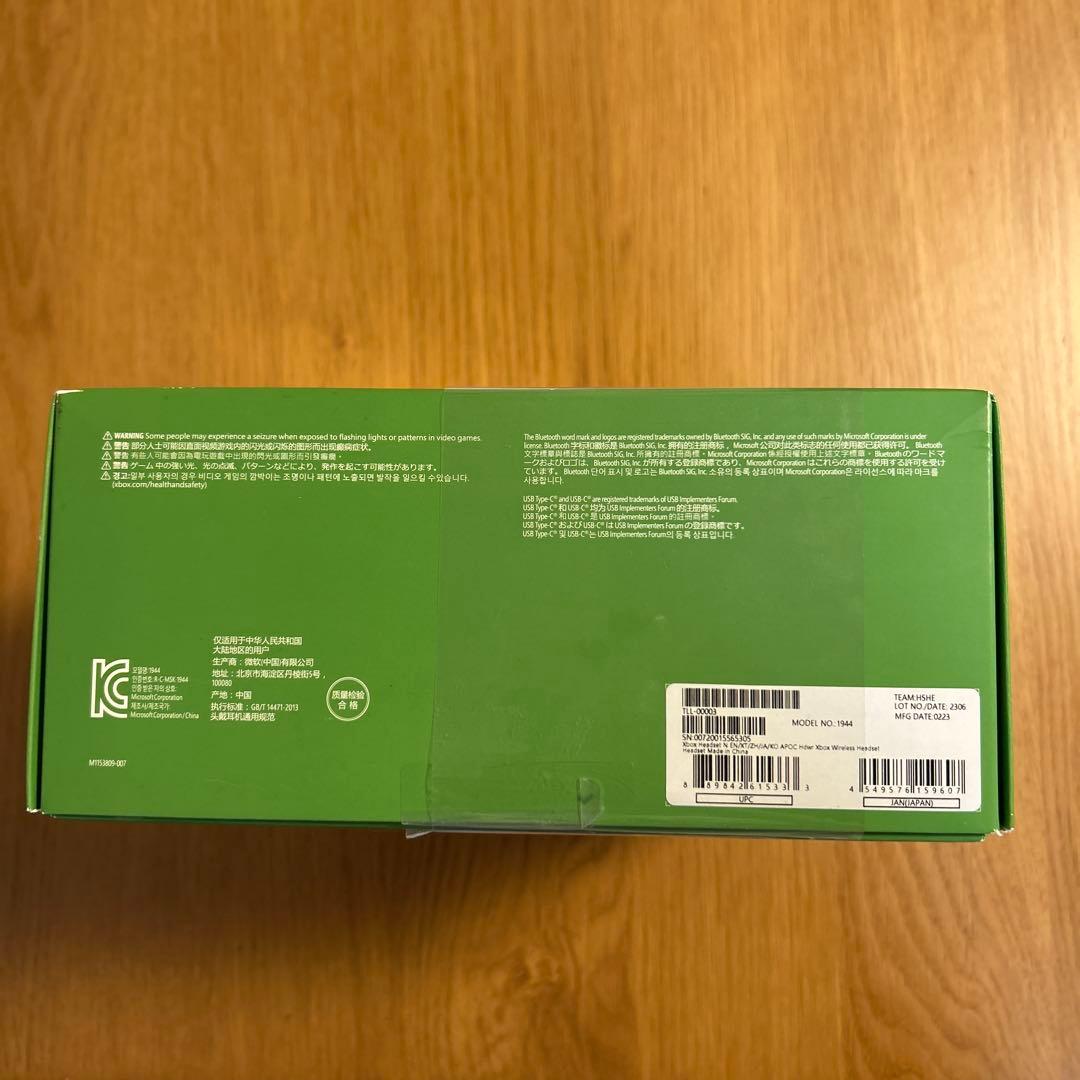 ⚠ WARNING Some people may experience a seizure when exposed to flashing lights or patterns in video games.
⚠ 警告 部分人士可能因直面视频游戏内的闪光或闪烁的图形而出现癫痫症状。
⚠ 警告 有些人可能會因為電玩遊戲中出現的閃光或圖形而引發癲癇。
⚠ 警告 ゲーム 中の強い光、光の点滅、パターンなどにより、発作を起こす可能性があります。
⚠ 경고:일부 사용자의 경우 비디오 게임의 깜박이는 조명이나 패턴에 노출되면 발작을 일으킬 수 있습니다.
(xbox.com/healthandsafety)
The Bluetooth word mark and logos are registered trademarks owned by Bluetooth SIG, Inc. and any use of such marks by Microsoft Corporation is under
license. Bluetooth 字标和徽标是 Bluetooth SIG, Inc. 拥有的注册商标，Microsoft 公司对此类标志的任何使用都已获得许可。 Bluetooth
文字標章與標誌是 Bluetooth SIG, Inc. 所擁有的註冊商標，Microsoft Corporation 係經授權使用上述文字標章。 Bluetooth のワードマ
ークおよびロゴは、Bluetooth SIG, Inc. が所有する登録商標であり、Microsoft Corporation はこれらの商標を使用する許可を受け
ています。 Bluetooth 단어 표시 및 로고는 Bluetooth SIG, Inc. 소유의 등록 상표이며 Microsoft Corporation은 라이선스에 따라 마크를
사용합니다.
USB Type-C® and USB-C® are registered trademarks of USB Implementers Forum.
USB Type-C® 和 USB-C® 均为 USB Implementers Forum 的注册商标。
USB Type-C® 和 USB-C® 是 USB Implementers Forum 的註冊商標。
USB Type-C® および USB-C® は USB Implementers Forum の登録商標です。
USB Type-C® 및 USB-C®는 USB Implementers Forum의 등록 상표입니다.
모델명: 1944
인증번호: R-C-MSK-1944
인증 받은 자의 상호:
Microsoft Corporation
제조사/제조국가:
Microsoft Corporation / China
M1153809-007
仅适用于中华人民共和国
大陆地区的用户
生产商：微软(中国)有限公司
地址：北京市海淀区丹棱街5号，
100080
产地：中国
执行标准：GB/T 14471-2013
头戴耳机通用规范
质量检验
合格
TLL-00003
MODEL NO.:1944
TEAM:HSHE
LOT NO./DATE: 2306
MFG DATE:0223
SN:00720015565305
Xbox Headset N EN/XT/ZH/JA/KO APOC Hdwr Xbox Wireless Headset
Headset Made in China
8 89842 61533 3
UPC
4 549576 159607
JAN(JAPAN)